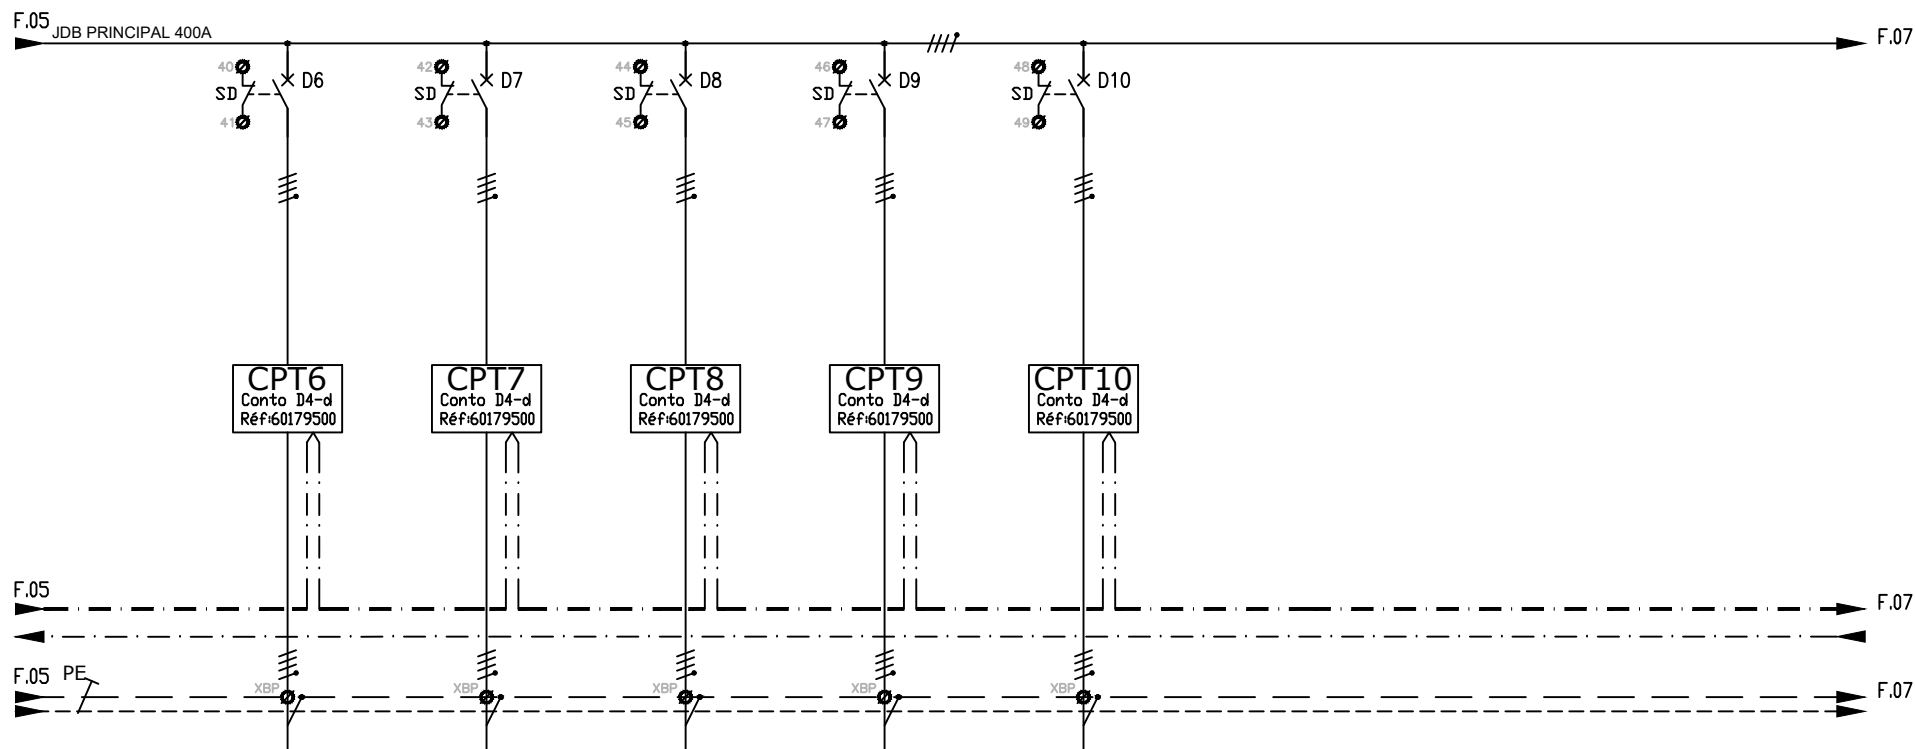 F.05 JDB PRINCIPAL 400A F.07
40 42 44 46 48
D6 D7 D8 D9 D10
SD SD SD SD SD
41 43 45 47 49
CPT6 CPT7 CPT8 CPT9 CPT10
Conto D4-d Conto D4-d Conto D4-d Conto D4-d Conto D4-d
Réf:60179500 Réf:60179500 Réf:60179500 Réf:60179500 Réf:60179500
F.05 F.07
F.05 PE XBP XBP XBP XBP XBP F.07